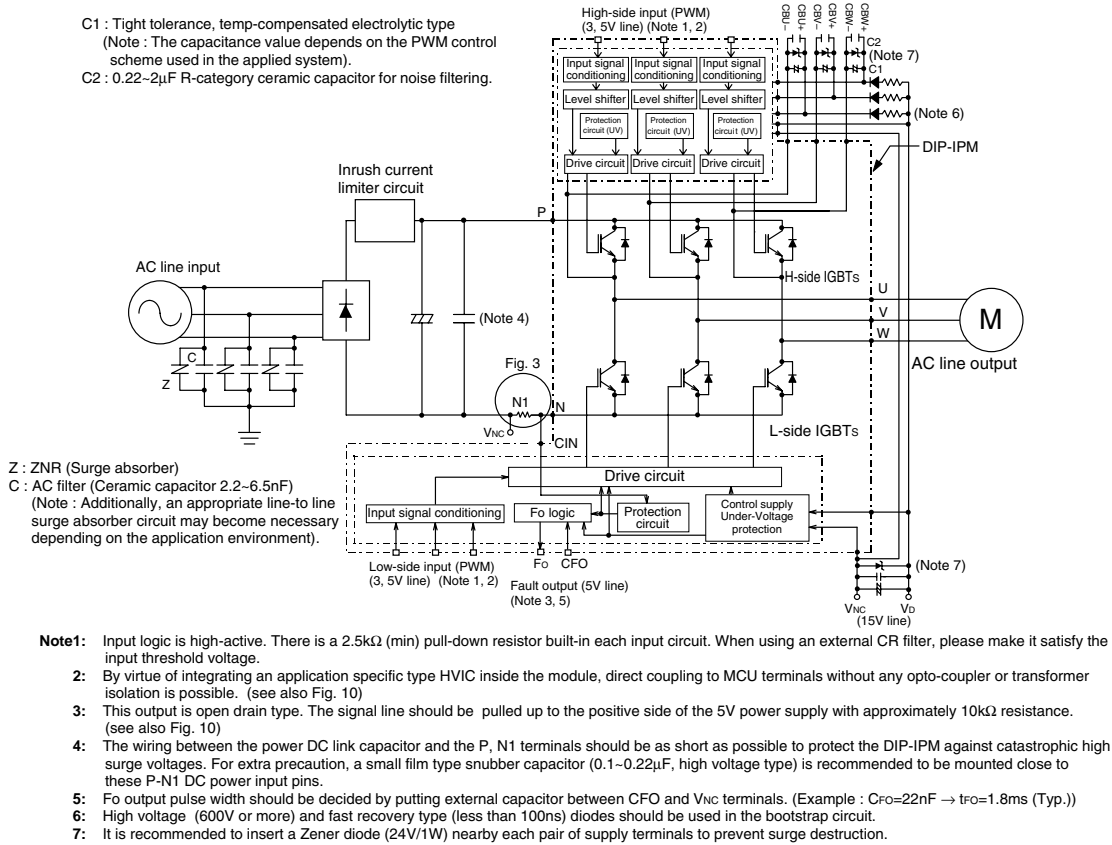 C1 : Tight tolerance, temp-compensated electrolytic type
(Note : The capacitance value depends on the PWM control
scheme used in the applied system).
C2 : 0.22~2μF R-category ceramic capacitor for noise filtering.
High-side input (PWM)
(3, 5V line) (Note 1, 2)
CBU–
CBU+
CBV–
CBV+
CBW–
CBW+
C2
(Note 7)
C1
(Note 6)
DIP-IPM
Input signal conditioning
Input signal conditioning
Input signal conditioning
Level shifter
Level shifter
Level shifter
Protection circuit (UV)
Protection circuit (UV)
Protection circuit (UV)
Drive circuit
Drive circuit
Drive circuit
Inrush current
limiter circuit
P
AC line input
H-side IGBTS
U
V
W
M
AC line output
(Note 4)
C
Z
Fig. 3
N1
N
VNC
CIN
L-side IGBTS
Z : ZNR (Surge absorber)
C : AC filter (Ceramic capacitor 2.2~6.5nF)
(Note : Additionally, an appropriate line-to line
surge absorber circuit may become necessary
depending on the application environment).
Drive circuit
Input signal conditioning
Fo logic
Protection
circuit
Control supply
Under-Voltage
protection
Low-side input (PWM)
(3, 5V line) (Note 1, 2)
FO
CFO
Fault output (5V line)
(Note 3, 5)
(Note 7)
VNC
VD
(15V line)
Note1: Input logic is high-active. There is a 2.5kΩ (min) pull-down resistor built-in each input circuit. When using an external CR filter, please make it satisfy the
input threshold voltage.
2: By virtue of integrating an application specific type HVIC inside the module, direct coupling to MCU terminals without any opto-coupler or transformer
isolation is possible. (see also Fig. 10)
3: This output is open drain type. The signal line should be pulled up to the positive side of the 5V power supply with approximately 10kΩ resistance.
(see also Fig. 10)
4: The wiring between the power DC link capacitor and the P, N1 terminals should be as short as possible to protect the DIP-IPM against catastrophic high
surge voltages. For extra precaution, a small film type snubber capacitor (0.1~0.22μF, high voltage type) is recommended to be mounted close to
these P-N1 DC power input pins.
5: Fo output pulse width should be decided by putting external capacitor between CFO and VNC terminals. (Example : CFO=22nF → tFO=1.8ms (Typ.))
6: High voltage (600V or more) and fast recovery type (less than 100ns) diodes should be used in the bootstrap circuit.
7: It is recommended to insert a Zener diode (24V/1W) nearby each pair of supply terminals to prevent surge destruction.